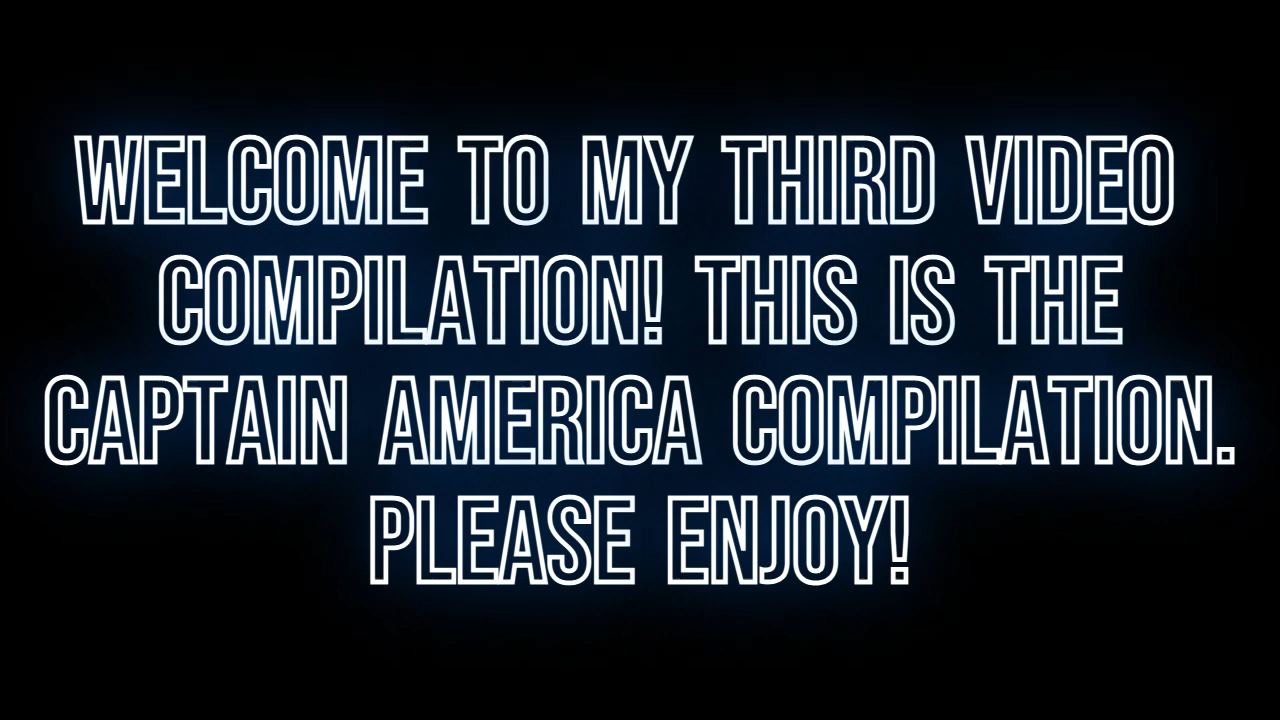 WELCOME TO MY THIRD VIDEO
COMPILATION! THIS IS THE
CAPTAIN AMERICA COMPILATION.
PLEASE ENJOY!